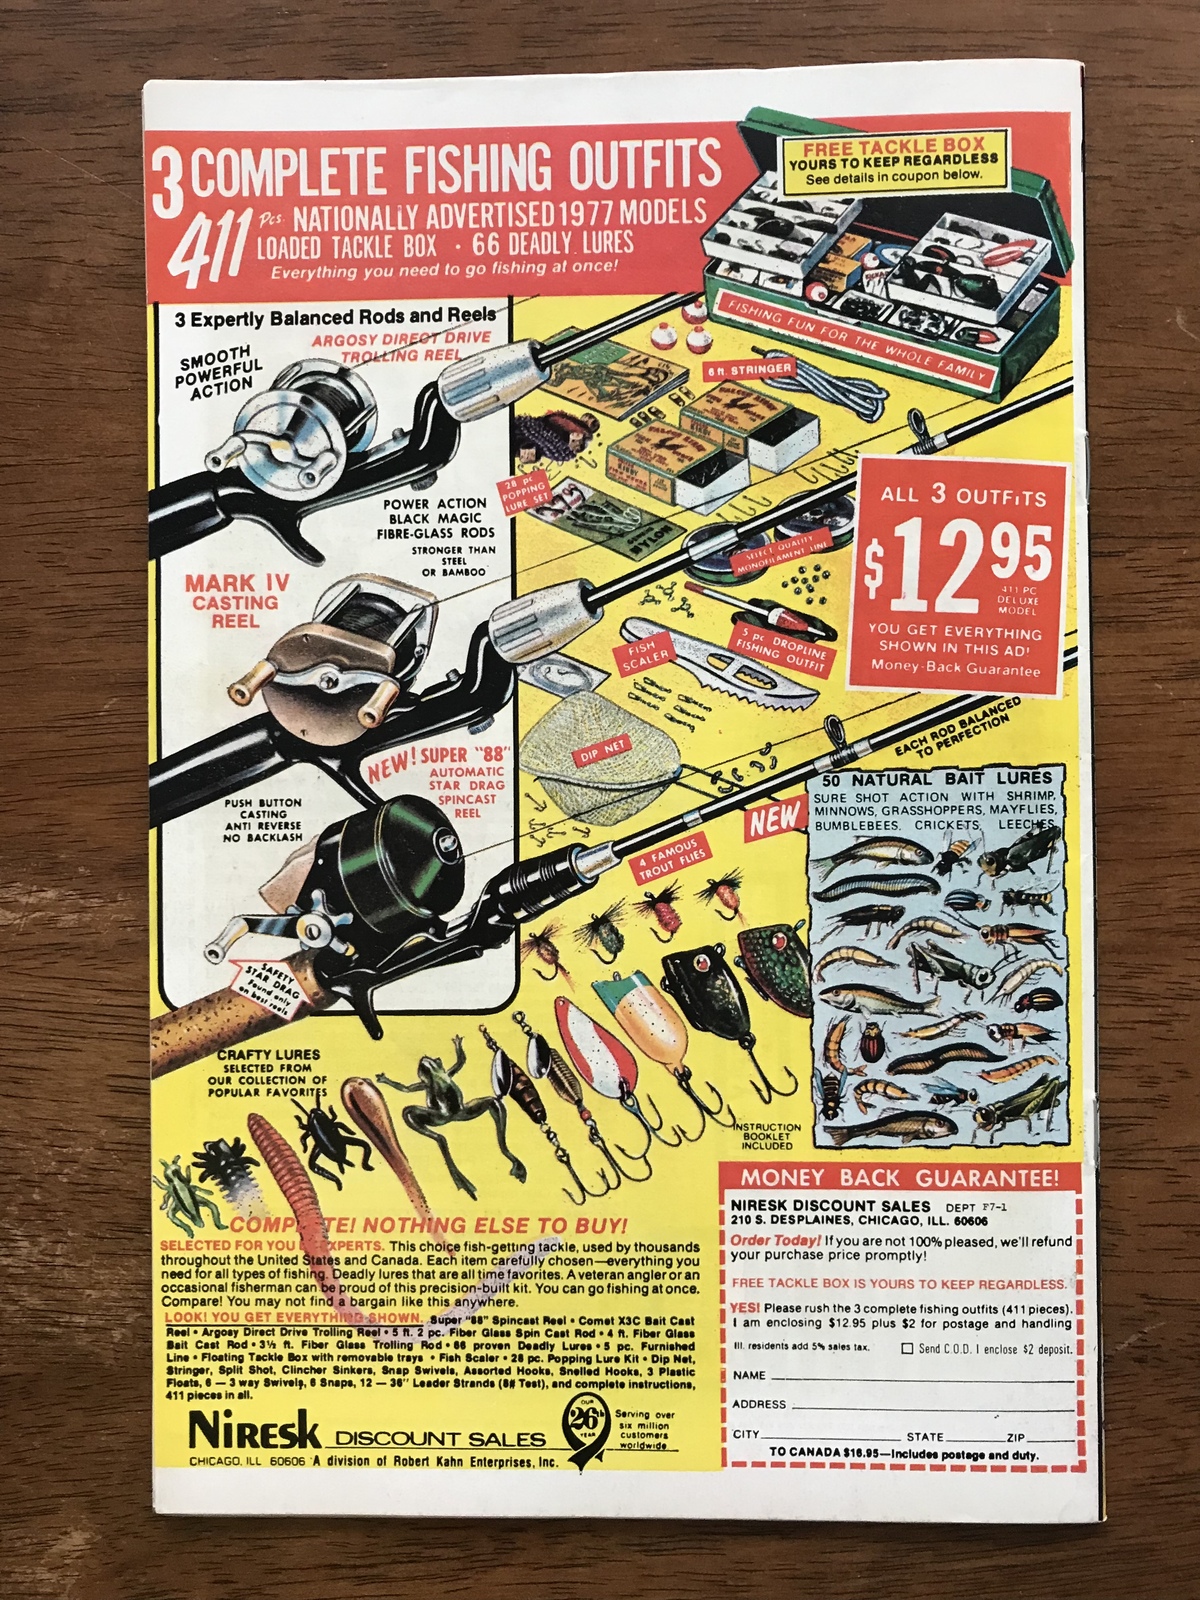 3 COMPLETE FISHING OUTFITS
411 Pcs. NATIONALLY ADVERTISED 1977 MODELS
LOADED TACKLE BOX · 66 DEADLY LURES
Everything you need to go fishing at once!
FREE TACKLE BOX
YOURS TO KEEP REGARDLESS
See details in coupon below.
FISHING FUN FOR THE WHOLE FAMILY
3 Expertly Balanced Rods and Reels
ARGOSY DIRECT DRIVE
TROLLING REEL
SMOOTH
POWERFUL
ACTION
POWER ACTION
BLACK MAGIC
FIBRE-GLASS RODS
STRONGER THAN
STEEL
OR BAMBOO
MARK IV
CASTING
REEL
NEW! SUPER "88"
AUTOMATIC
STAR DRAG
SPINCAST
REEL
PUSH BUTTON
CASTING
ANTI REVERSE
NO BACKLASH
SAFETY
STAR DRAG
found only
on best reels
6 ft. STRINGER
28 pc
POPPING
LURE SET
NYLON
SELECT QUALITY
MONOFILAMENT LINE
5 pc DROPLINE
FISHING OUTFIT
FISH
SCALER
DIP NET
4 FAMOUS
TROUT FLIES
ALL 3 OUTFITS
$12.95
411 PC
DELUXE
MODEL
YOU GET EVERYTHING
SHOWN IN THIS AD!
Money-Back Guarantee
EACH ROD BALANCED
TO PERFECTION
NEW
50 NATURAL BAIT LURES
SURE SHOT ACTION WITH SHRIMP,
MINNOWS, GRASSHOPPERS, MAYFLIES,
BUMBLEBEES, CRICKETS, LEECHES
INSTRUCTION
BOOKLET
INCLUDED
CRAFTY LURES
SELECTED FROM
OUR COLLECTION OF
POPULAR FAVORITES
COMPLETE! NOTHING ELSE TO BUY!
SELECTED FOR YOU BY EXPERTS. This choice fish-getting tackle, used by thousands
throughout the United States and Canada. Each item carefully chosen—everything you
need for all types of fishing. Deadly lures that are all time favorites. A veteran angler or an
occasional fisherman can be proud of this precision-built kit. You can go fishing at once.
Compare! You may not find a bargain like this anywhere.
LOOK! YOU GET EVERYTHING SHOWN. Super "88" Spincast Reel • Comet X3C Bait Cast
Reel • Argosy Direct Drive Trolling Reel • 5 ft. 2 pc. Fiber Glass Spin Cast Rod • 4 ft. Fiber Glass
Bait Cast Rod • 3½ ft. Fiber Glass Trolling Rod • 66 proven Deadly Lures • 5 pc. Furnished
Line • Floating Tackle Box with removable trays • Fish Scaler • 28 pc. Popping Lure Kit • Dip Net,
Stringer, Split Shot, Clincher Sinkers, Snap Swivels, Assorted Hooks, Snelled Hooks, 3 Plastic
Floats, 6 — 3 way Swivels, 6 Snaps, 12 — 36" Leader Strands (8# Test), and complete instructions,
411 pieces in all.
NIRESK DISCOUNT SALES
CHICAGO, ILL 60606 A division of Robert Kahn Enterprises, Inc.
OUR
26th
YEAR
Serving over
six million
customers
worldwide
MONEY BACK GUARANTEE!
NIRESK DISCOUNT SALES DEPT F7-1
210 S. DESPLAINES, CHICAGO, ILL. 60606
Order Today! If you are not 100% pleased, we'll refund
your purchase price promptly!
FREE TACKLE BOX IS YOURS TO KEEP REGARDLESS.
YES! Please rush the 3 complete fishing outfits (411 pieces).
I am enclosing $12.95 plus $2 for postage and handling
Ill. residents add 5% sales tax. Send C.O.D. I enclose $2 deposit.
NAME
ADDRESS
CITY STATE ZIP
TO CANADA $16.95—Includes postage and duty.